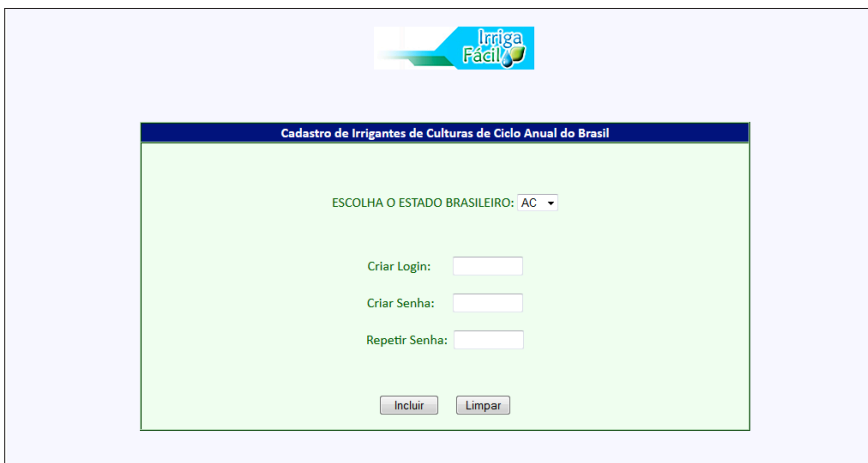 Irriga
Fácil
Cadastro de Irrigantes de Culturas de Ciclo Anual do Brasil
ESCOLHA O ESTADO BRASILEIRO: AC
Criar Login:
Criar Senha:
Repetir Senha:
Incluir Limpar